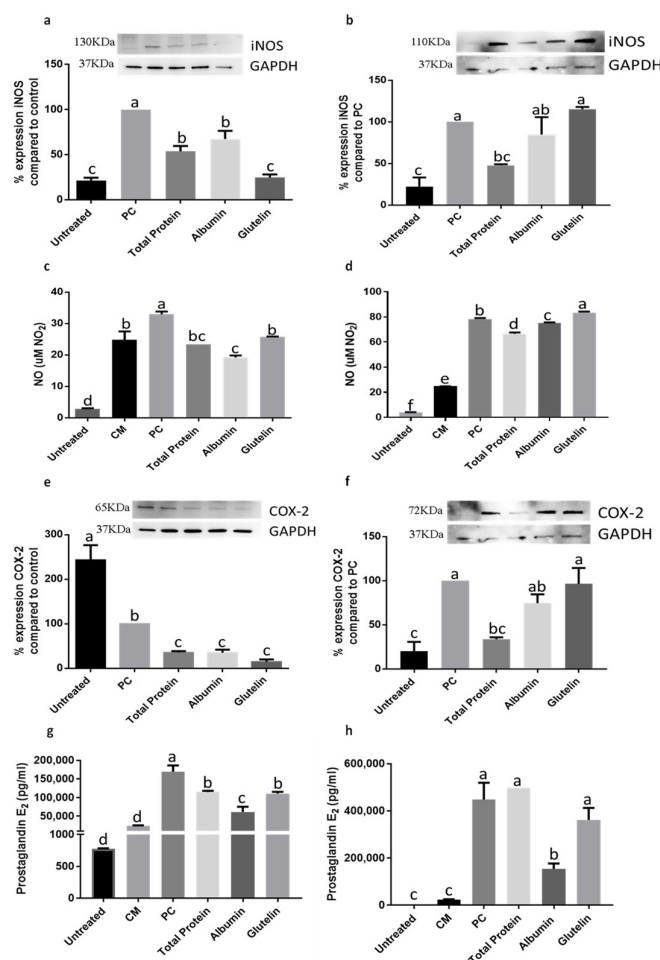 a
130KDa
iNOS
37KDa
GAPDH
% expression iNOS
compared to control
150
100
50
0
c
a
b
b
c
Untreated
PC
Total Protein
Albumin
Glutelin
b
110KDa
iNOS
37KDa
GAPDH
% expression iNOS
compared to PC
150
100
50
0
c
a
bc
ab
a
Untreated
PC
Total Protein
Albumin
Glutelin
c
NO (uM NO2)
40
30
20
10
0
d
b
a
bc
c
b
Untreated
CM
PC
Total Protein
Albumin
Glutelin
d
NO (uM NO2)
80
60
40
20
0
f
e
b
d
c
a
Untreated
CM
PC
Total Protein
Albumin
Glutelin
e
65KDa
COX-2
37KDa
GAPDH
% expression COX-2
compared to control
300
200
100
0
a
b
c
c
c
Untreated
PC
Total Protein
Albumin
Glutelin
f
72KDa
COX-2
37KDa
GAPDH
% expression COX-2
compared to PC
150
100
50
0
c
a
bc
ab
a
Untreated
PC
Total Protein
Albumin
Glutelin
g
Prostaglandin E2 (pg/ml)
200,000
150,000
100,000
50,000
1000
500
0
d
d
a
b
c
b
Untreated
CM
PC
Total Protein
Albumin
Glutelin
h
Prostaglandin E2 (pg/ml)
600,000
400,000
200,000
0
c
c
a
a
b
a
Untreated
CM
PC
Total Protein
Albumin
Glutelin